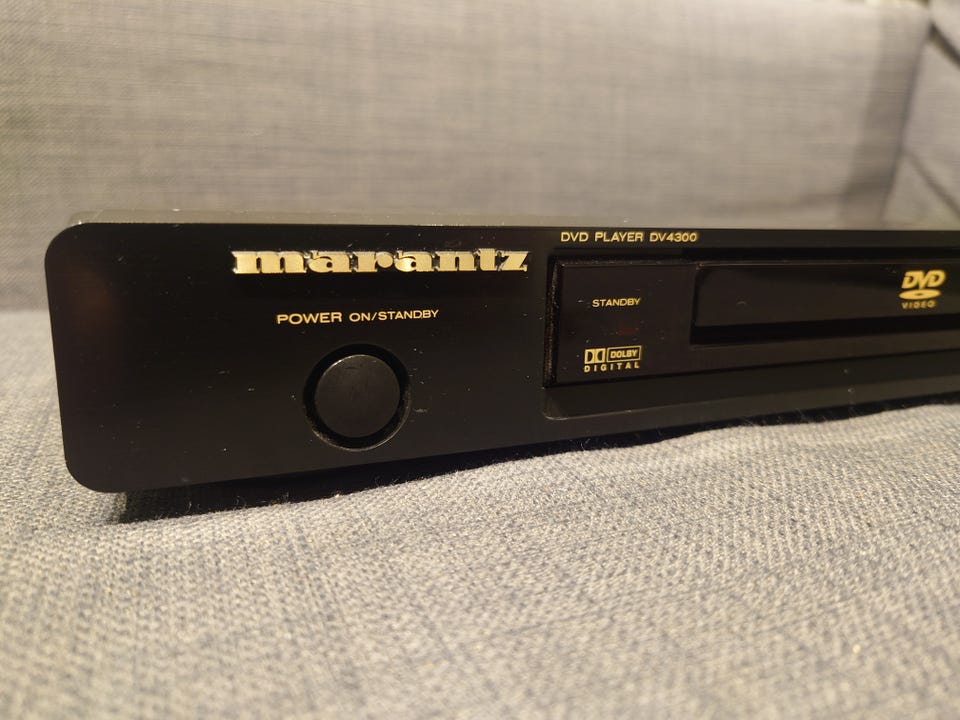 marantz
POWER ON/STANDBY
DVD PLAYER DV4300
STANDBY
DOLBY
DIGITAL
DVD
VIDEO